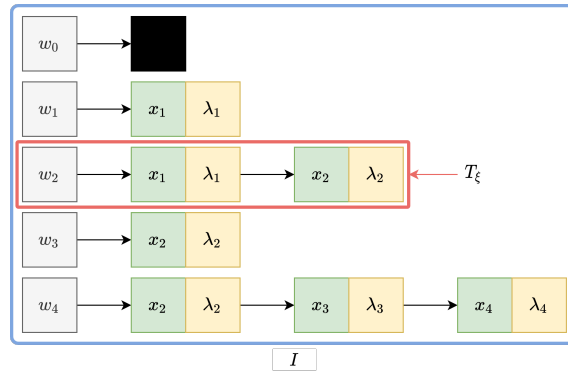 w₀
w₁ x₁ λ₁
w₂ x₁ λ₁ x₂ λ₂ T_ξ
w₃ x₂ λ₂
w₄ x₂ λ₂ x₃ λ₃ x₄ λ₄
I